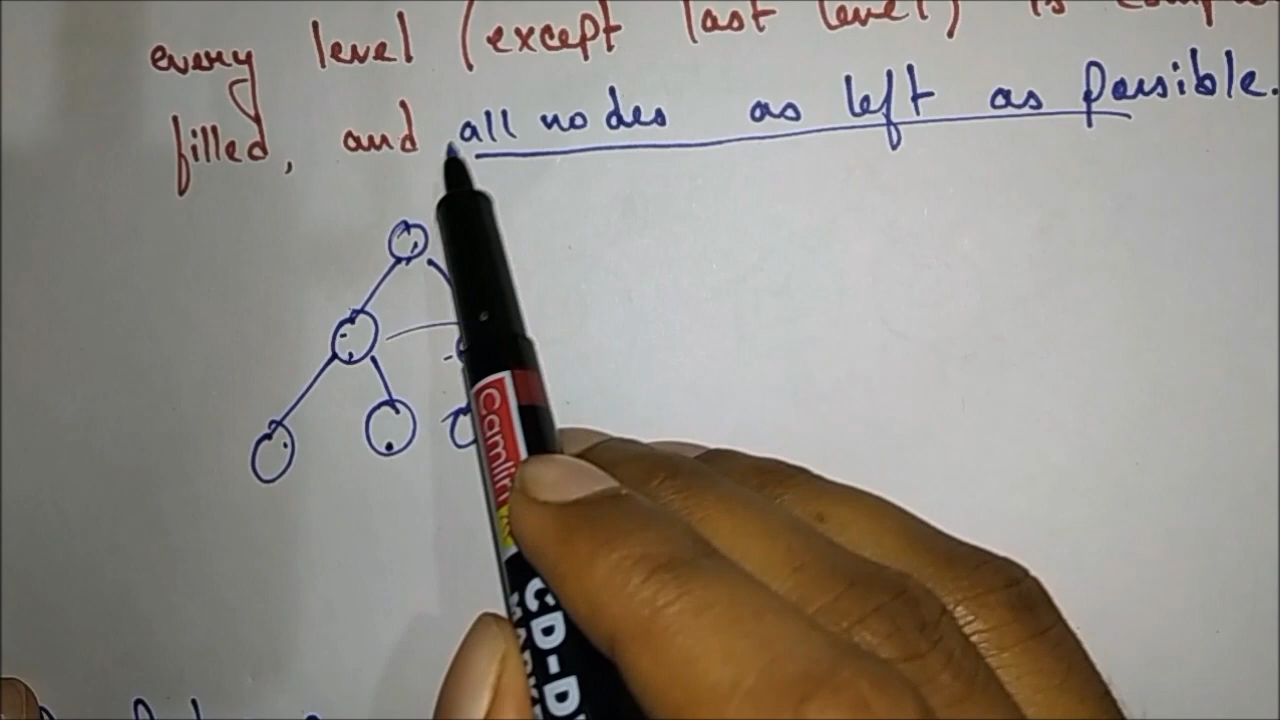 every level (except last level) is
filled, and all nodes as left as Possible.
Camlin
CD-D